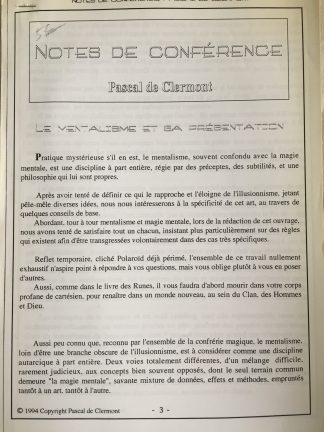 NOTES DE CONFÉRENCE
Pascal de Clermont
LE MENTALISME ET SA PRÉSENTATION
Pratique mystérieuse s'il en est, le mentalisme, souvent confondu avec la magie
mentale, est une discipline à part entière, régie par des préceptes, des subtilités, et une
philosophie qui lui sont propres.
Après avoir tenté de définir ce qui le rapproche et l'éloigne de l'illusionnisme, jetant
pêle-mêle diverses idées, nous nous intéresserons à la spécificité de cet art, au travers de
quelques conseils de base.
Abordant, tour à tour mentalisme et magie mentale, lors de la rédaction de cet ouvrage,
nous avons tenté de satisfaire tout un chacun, insistant plus particulièrement sur des règles
qui existent afin d'être transgressées volontairement dans des cas très spécifiques.
Reflet temporaire, cliché Polaroïd déjà périmé, l'ensemble de ce travail nullement
exhaustif n'aspire point à répondre à vos questions, mais vous oblige plutôt à vous en poser
d'autres.
Aussi, comme dans le livre des Runes, il vous faudra d'abord mourir dans votre corps
profane de cartésien, pour renaître dans un monde nouveau, au sein du Clan, des Hommes
et Dieu.
Aussi peu connu que, reconnu par l'ensemble de la confrérie magique, le mentalisme,
loin d'être une branche obscure de l'illusionnisme, est à considérer comme une discipline
autarcique à part entière. Deux voies totalement différentes, d'un mélange difficile,
rarement judicieux, aux concepts bien souvent opposés, dont le seul terrain commun
demeure "la magie mentale", savante mixture de données, effets et méthodes, empruntés
tantôt à un art, tantôt à l'autre.
© 1994 Copyright Pascal de Clermont - 3 -